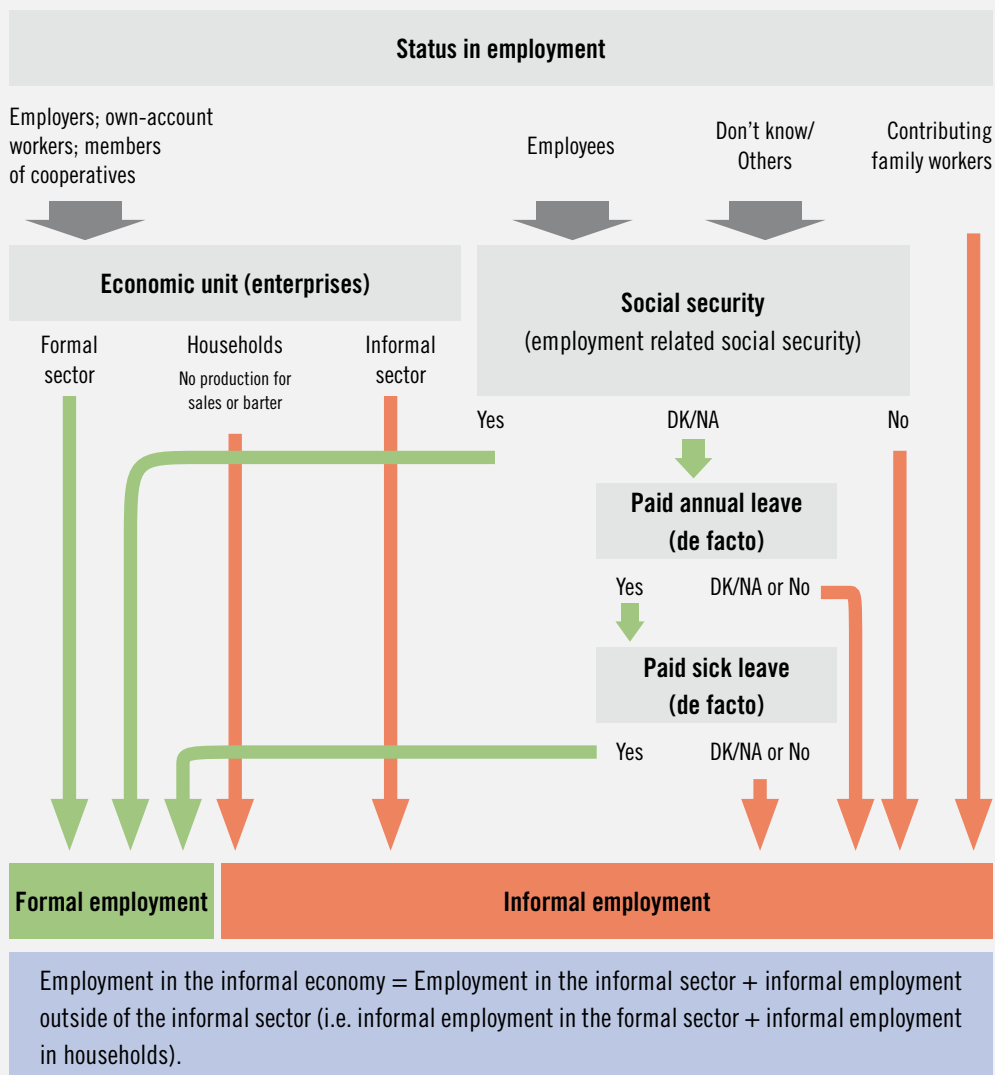 Status in employment
Employers; own-account
workers; members
of cooperatives
Employees
Don’t know/
Others
Contributing
family workers
Economic unit (enterprises)
Formal
sector
Households
No production for
sales or barter
Informal
sector
Social security
(employment related social security)
Yes
DK/NA
No
Paid annual leave
(de facto)
Yes
DK/NA or No
Paid sick leave
(de facto)
Yes
DK/NA or No
Formal employment
Informal employment
Employment in the informal economy = Employment in the informal sector + informal employment
outside of the informal sector (i.e. informal employment in the formal sector + informal employment
in households).